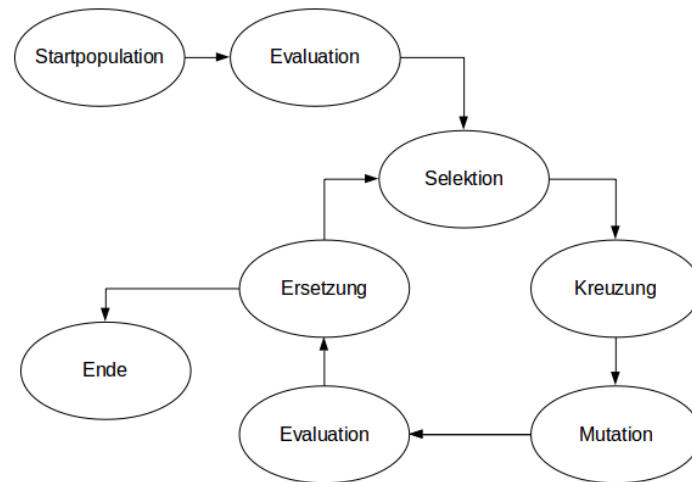 Startpopulation
Evaluation
Selektion
Ersetzung
Kreuzung
Ende
Evaluation
Mutation